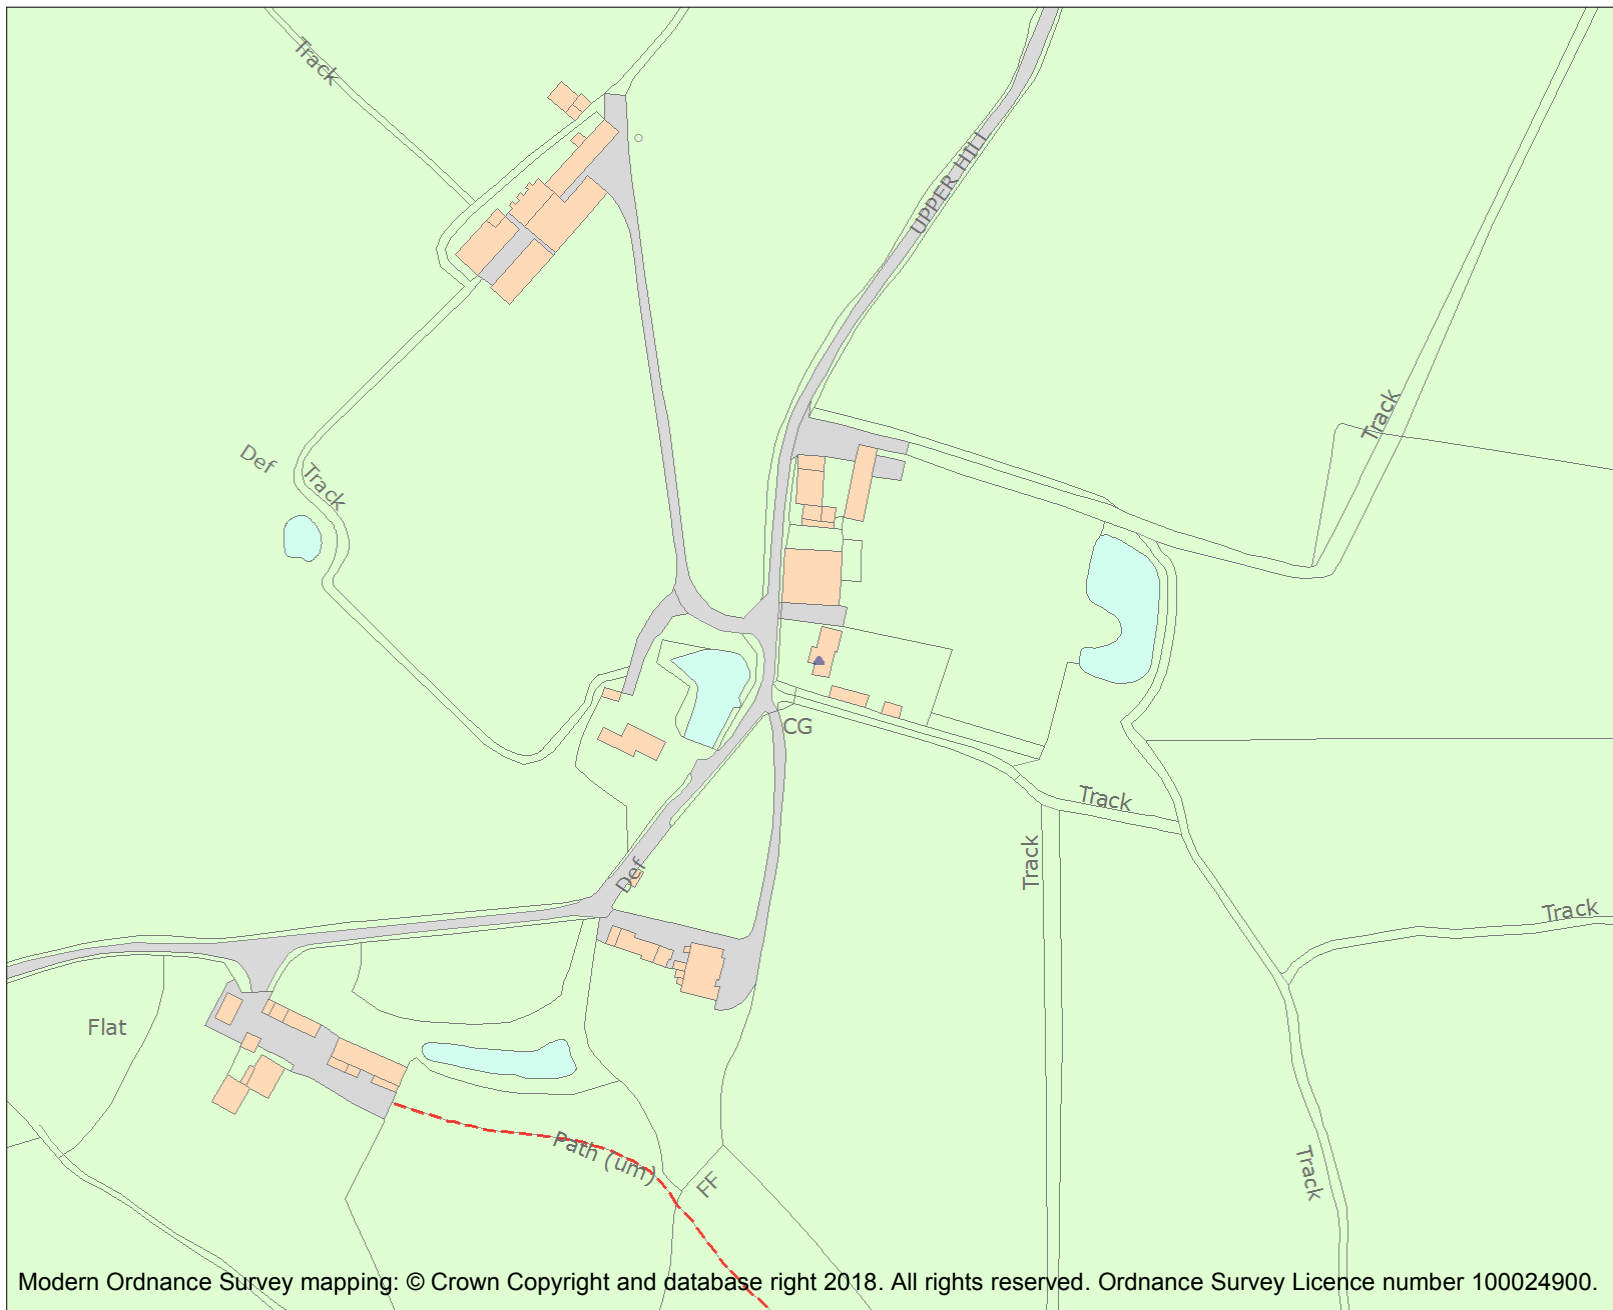 Track
UPPER HILL
Track
Def
Track
CG
Track
Track
Def
Track
Flat
Path (um)
FF
Track
Modern Ordnance Survey mapping: © Crown Copyright and database right 2018. All rights reserved. Ordnance Survey Licence number 100024900.